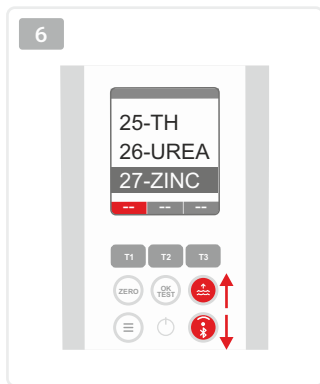 6
25-TH
26-UREA
27-ZINC
-- -- --
T1 T2 T3
ZERO OK TEST